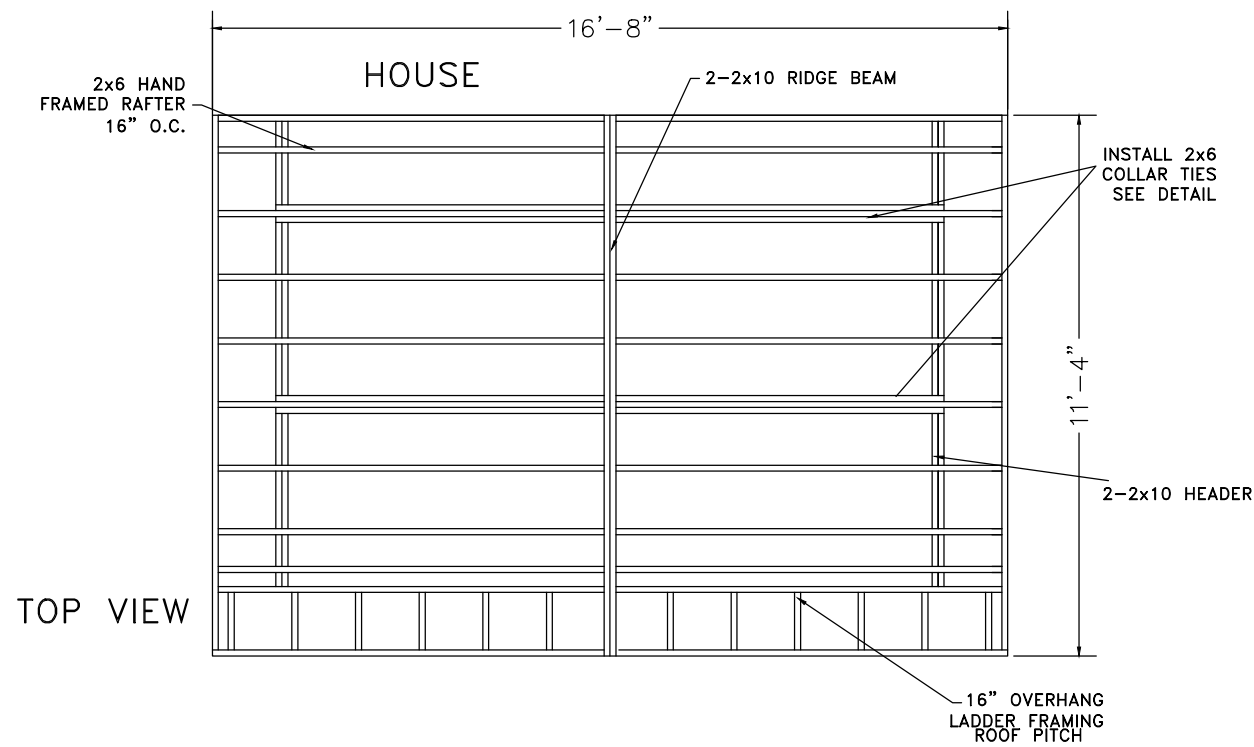 16'-8"
HOUSE
2-2x10 RIDGE BEAM
2x6 HAND
FRAMED RAFTER
16" O.C.
INSTALL 2x6
COLLAR TIES
SEE DETAIL
11'-4"
2-2x10 HEADER
TOP VIEW
16" OVERHANG
LADDER FRAMING
ROOF PITCH